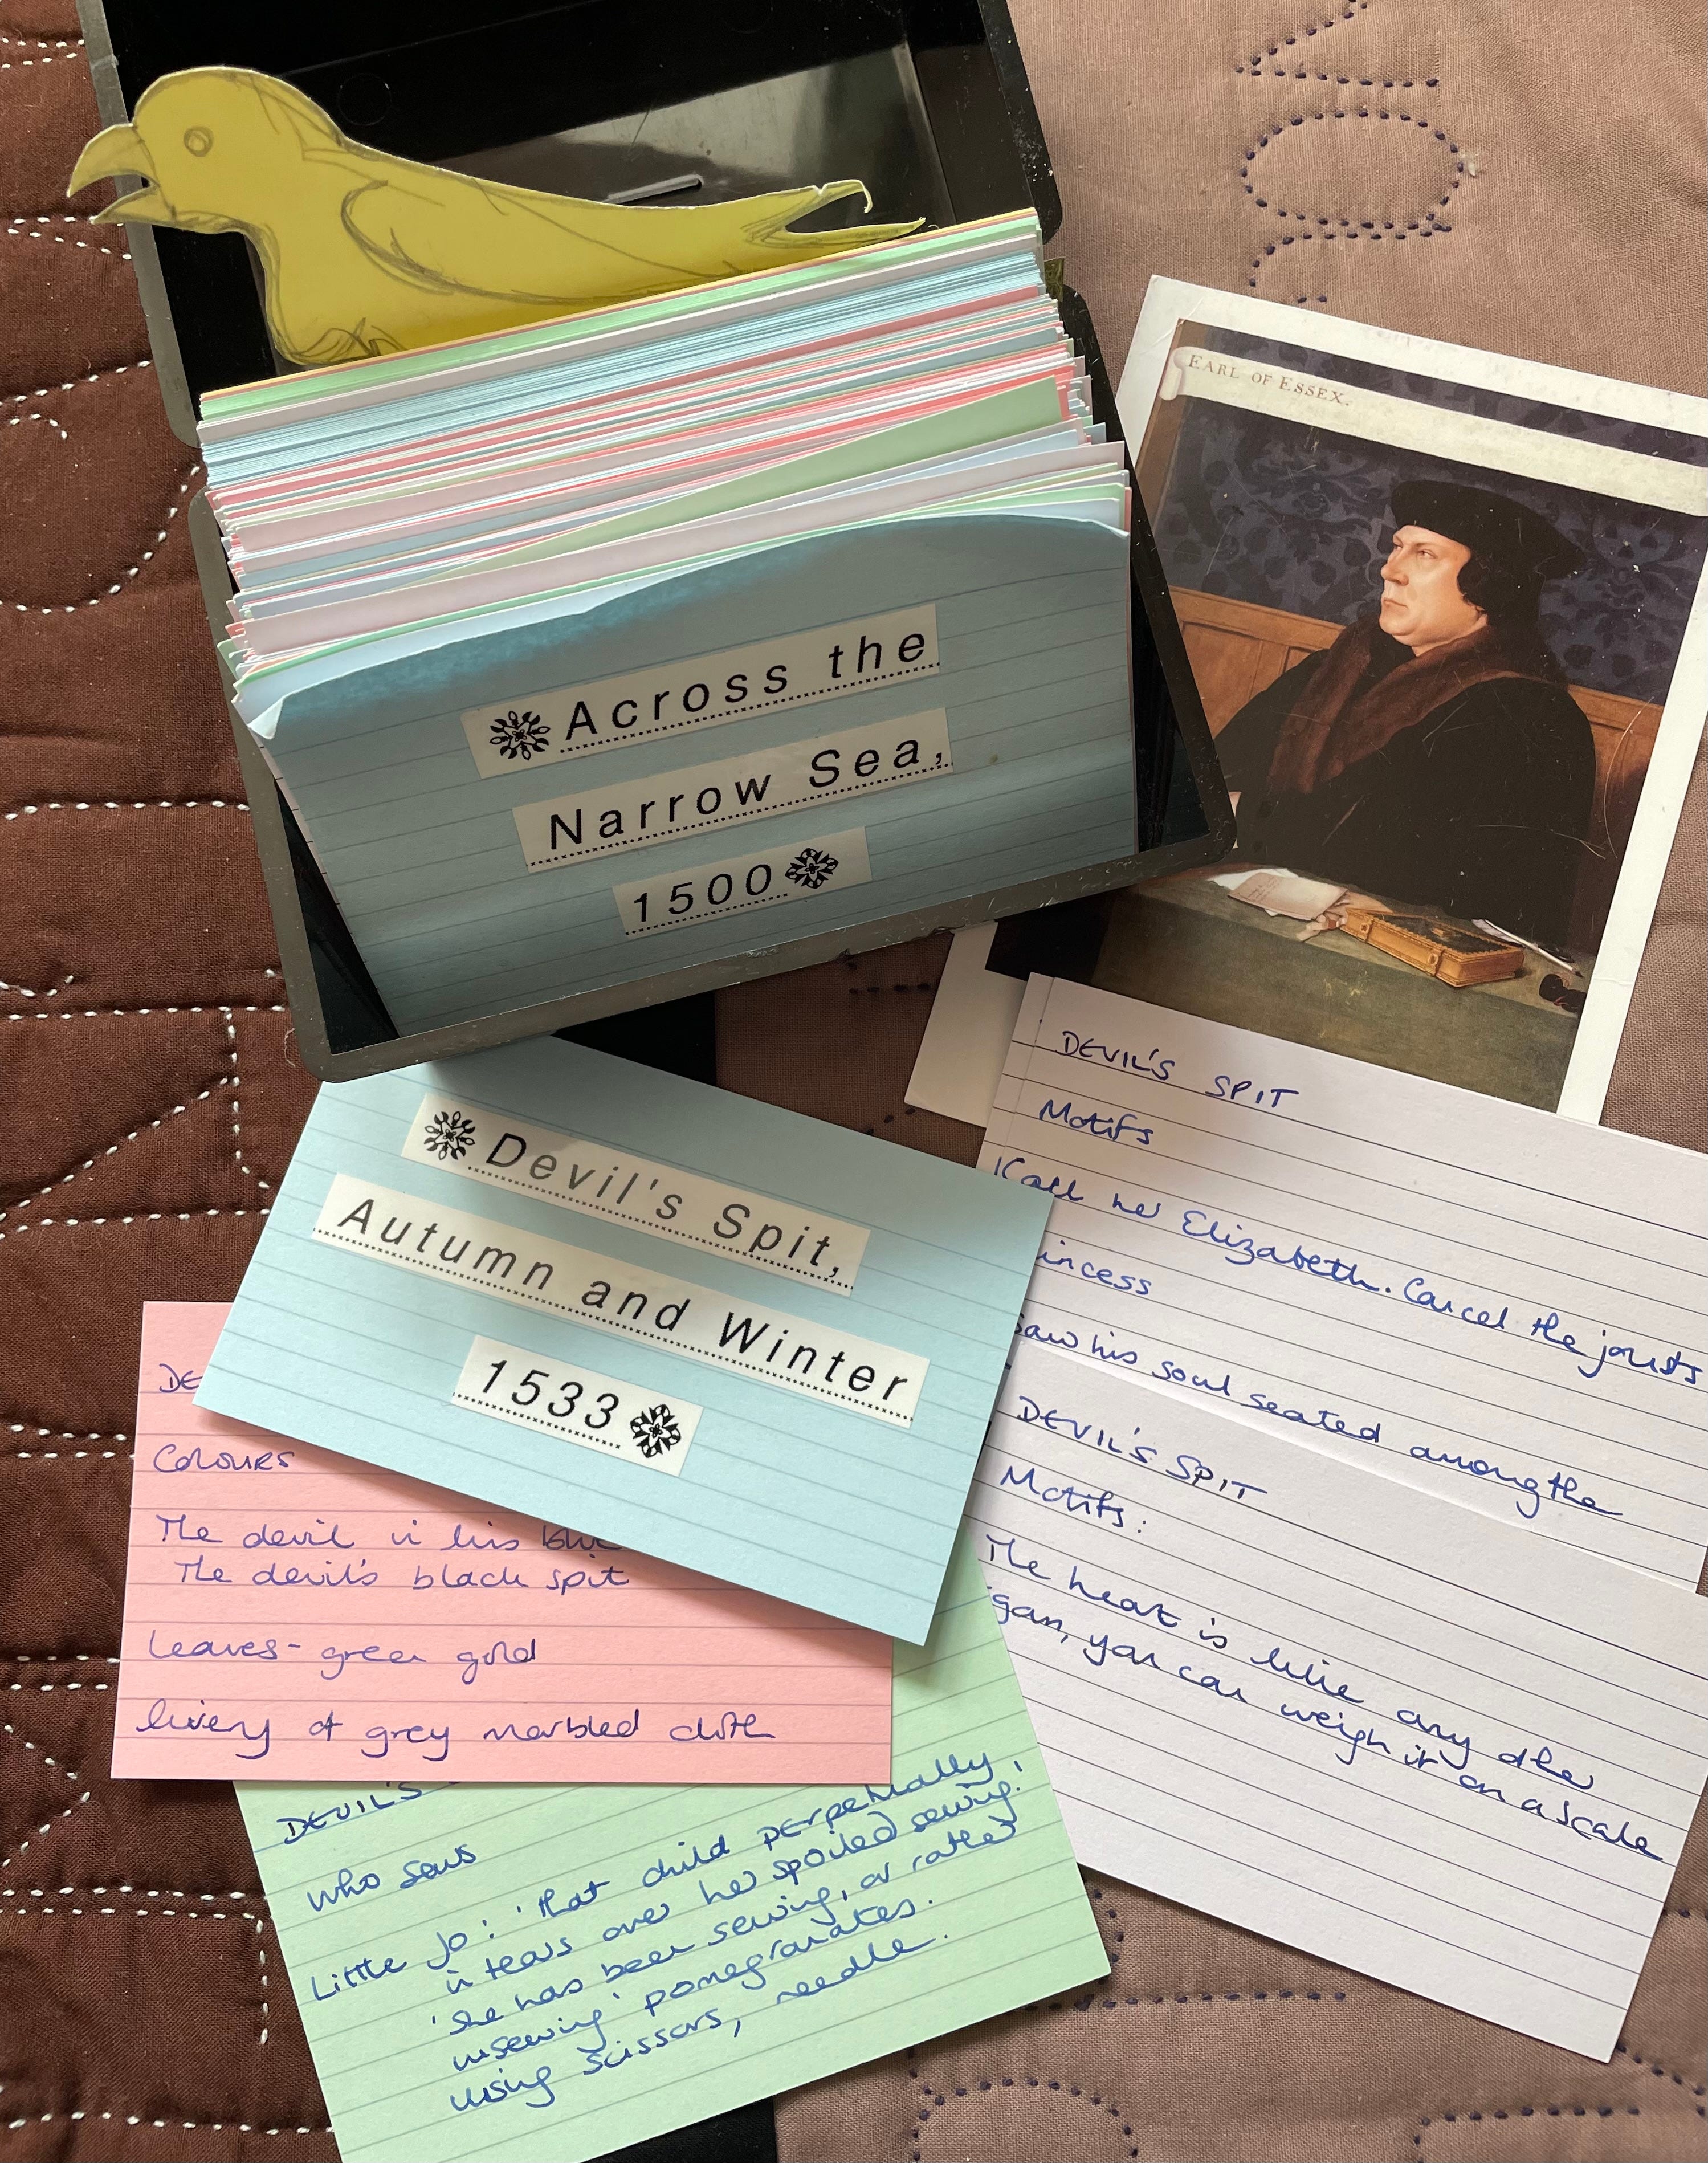 EARL OF ESSEX.
Across the
Narrow Sea,
1500
Devil's Spit,
Autumn and Winter
1533
DEVIL'S SPIT
Motifs
Call her Elizabeth. Cancel the jousts
saw his soul seated among the
DEVIL'S SPIT
Motifs:
The heart is like any other
you can weigh it on a scale
Colours
The devil in his
The devil's black spit
leaves - green gold
livery of grey marbled cloth
DEVIL'S
who sews
Little Jo: 'that child perpetually
in tears over her spoiled sewing.'
'She has been sewing, or rather
unsewing' pomegranates.
using scissors, needle.